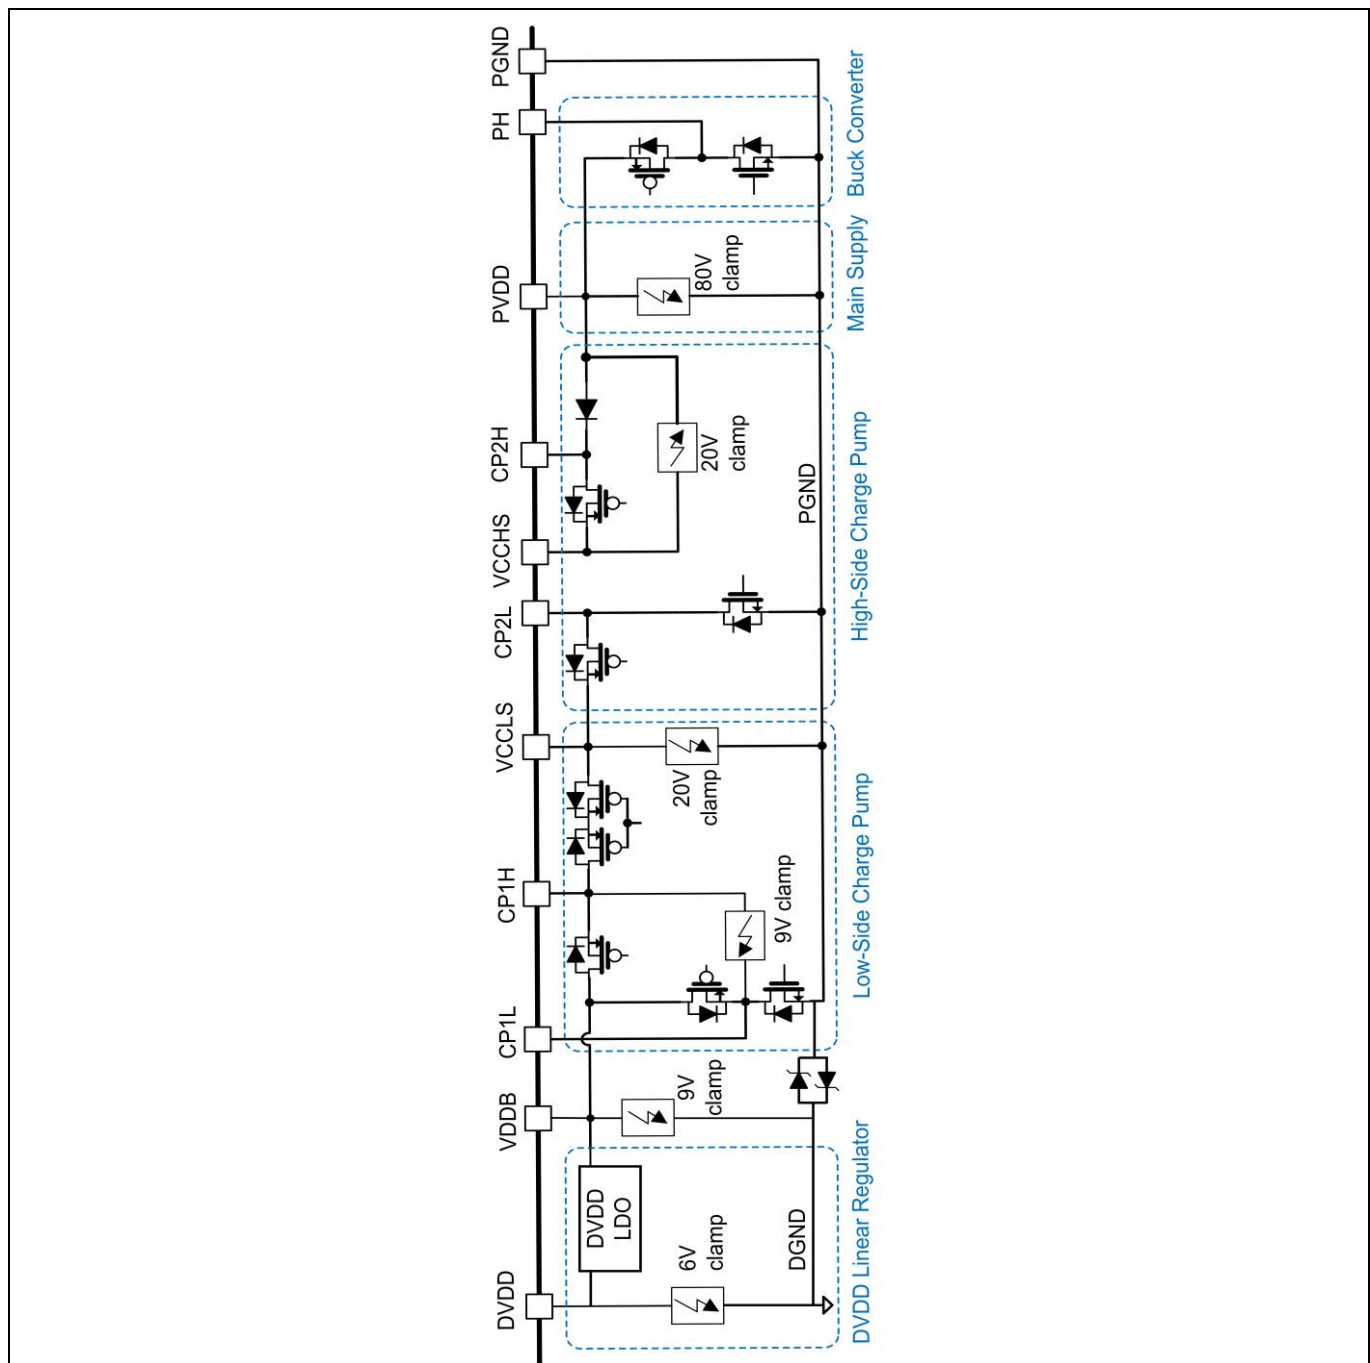 DVDD
VDDB
CP1L
CP1H
VCCLS
CP2L
VCCHS
CP2H
PVDD
PH
PGND
DVDD
LDO
6V
clamp
DGND
9V
clamp
9V clamp
20V
clamp
20V
clamp
PGND
80V
clamp
DVDD Linear Regulator
Low-Side Charge Pump
High-Side Charge Pump
Main Supply
Buck Converter